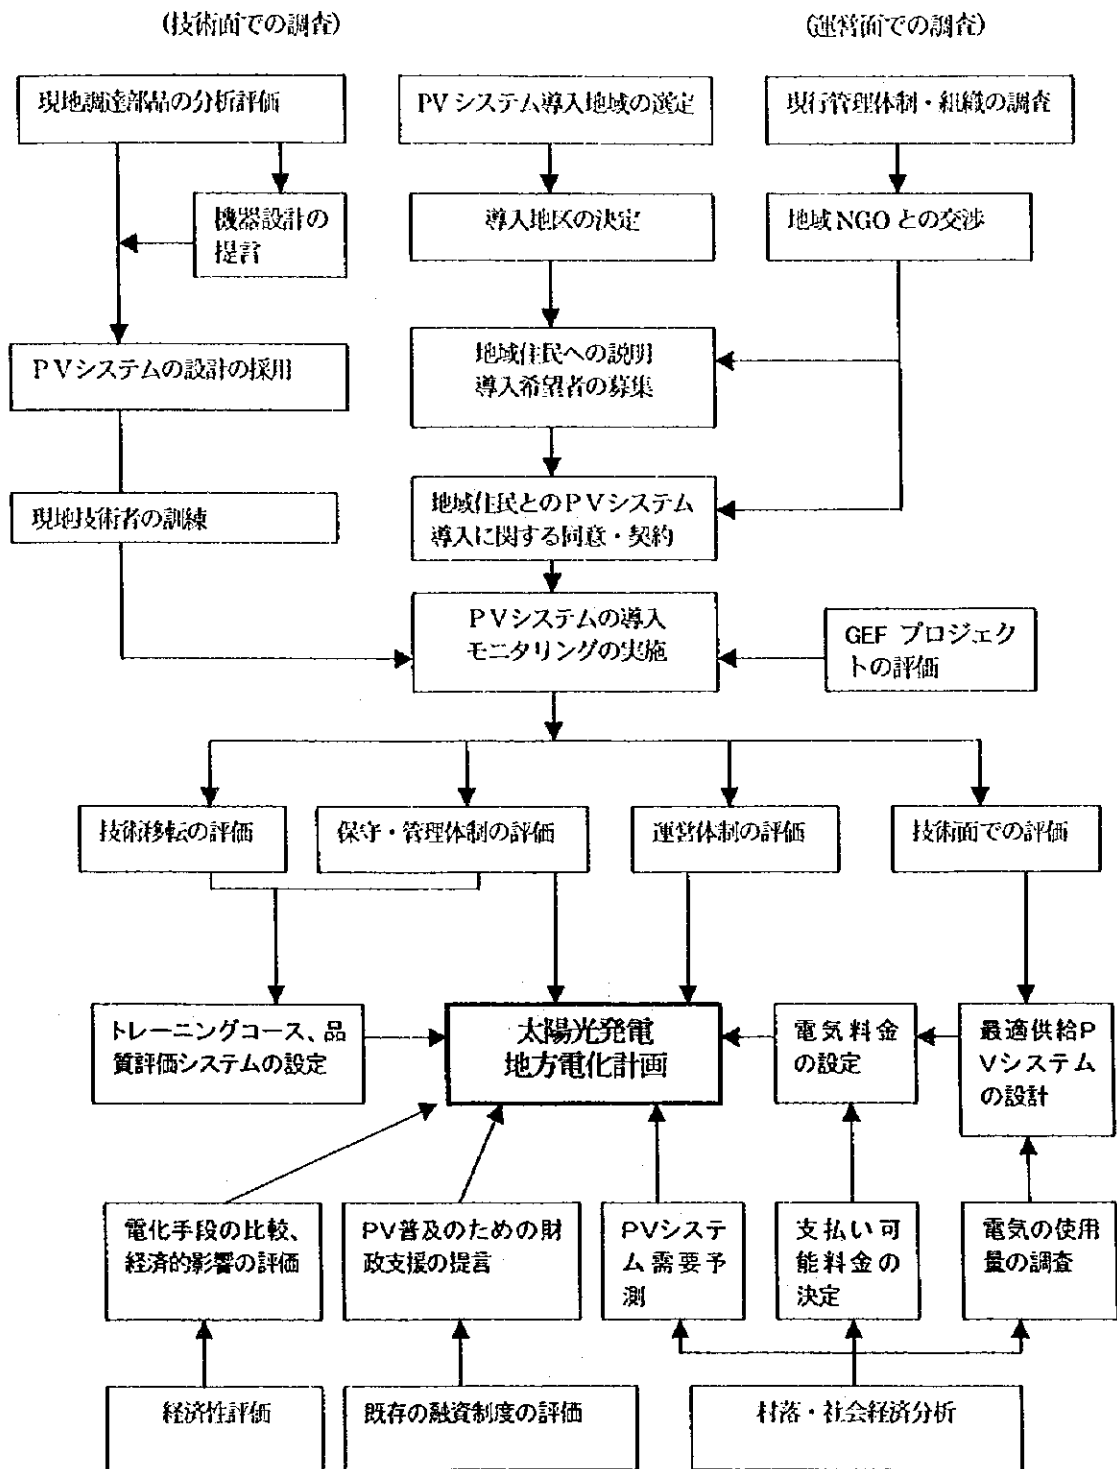 (技術面での調査)
(運営面での調査)
現地調達部品の分析評価
PV システム導入地域の選定
現行管理体制・組織の調査
機器設計の
提言
導入地区の決定
地域 NGO との交渉
PVシステムの設計の採用
地域住民への説明
導入希望者の募集
現地技術者の訓練
地域住民とのPVシステム
導入に関する同意・契約
PVシステムの導入
モニタリングの実施
GEF プロジェク
トの評価
技術移転の評価
保守・管理体制の評価
運営体制の評価
技術面での評価
トレーニングコース、品
質評価システムの設定
太陽光発電
地方電化計画
電気料金
の設定
最適供給P
Vシステム
の設計
電化手段の比較、
経済的影響の評価
PV普及のための財
政支援の提言
PVシステ
ム需要予
測
支払い可
能料金の
決定
電気の使用
量の調査
経済性評価
既存の融資制度の評価
村落・社会経済分析